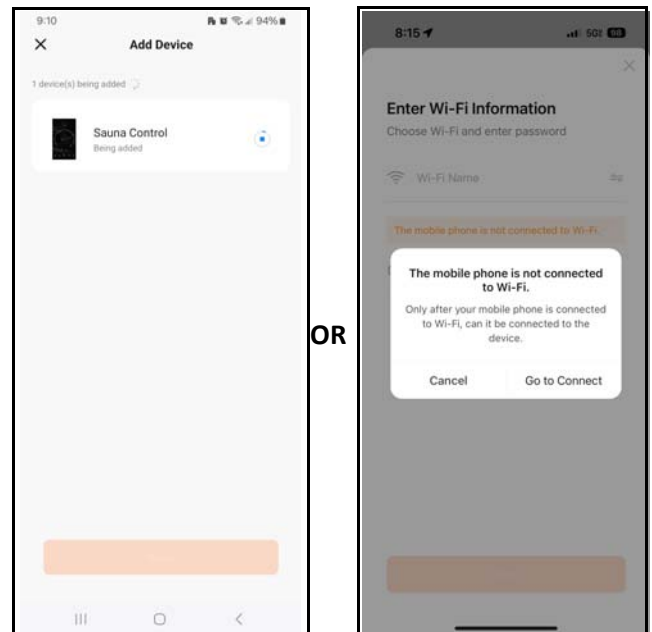 9:10
94%
Add Device
1 device(s) being added
Sauna Control
Being added
OR
8:15
5G
98
Enter Wi-Fi Information
Choose Wi-Fi and enter password
Wi-Fi Name
The mobile phone is not connected to Wi-Fi.
The mobile phone is not connected
to Wi-Fi.
Only after your mobile phone is connected
to Wi-Fi, can it be connected to the
device.
Cancel
Go to Connect